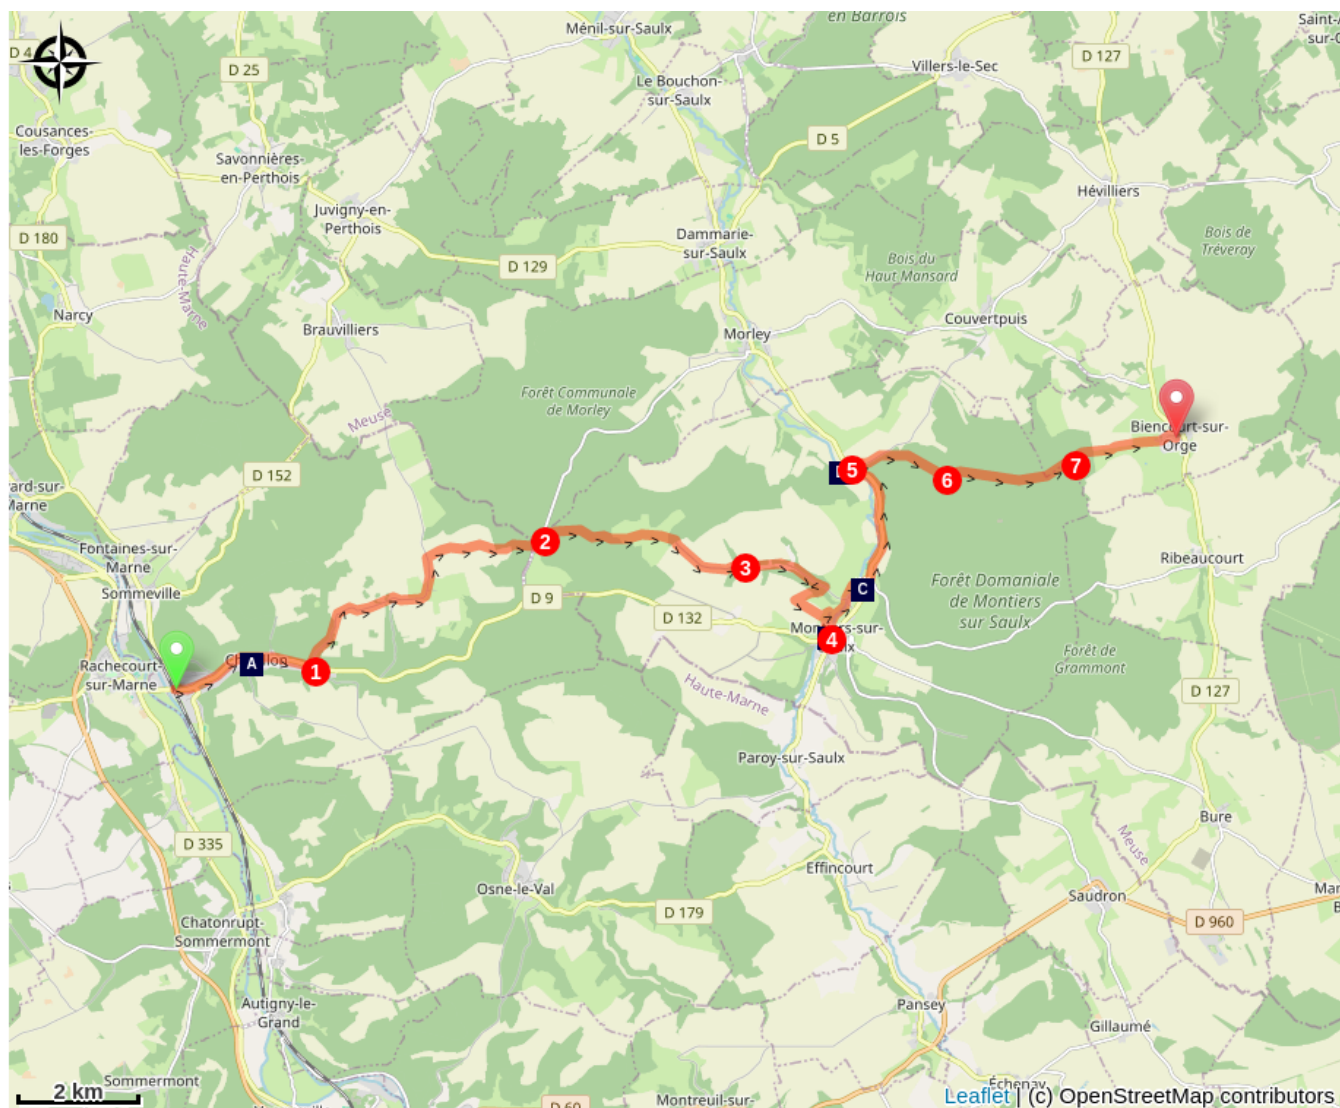 en Barrois
Ménil-sur-Saulx
D 4
D 25
Villers-le-Sec
D 127
Le Bouchon-
sur-Saulx
Cousances-
les-Forges
D 5
Savonnières-
en-Perthois
Hévilliers
Juvigny-en-
Perthois
D 180
Dammarie-
sur-Saulx
Bois de
Tréveray
D 129
Bois du
Haut Mansard
Haute-Marne
Narcy
Brauvilliers
Couvertpuis
Morley
Forêt Communale
de Morley
Meuse
Biencourt-sur-
Orge
D 152
5
7
6
Marne
2
Fontaines-sur-
Marne
Ribeaucourt
3
Sommeville
Forêt Domaniale
de Montiers
sur Saulx
C
D 9
D 132
4
A
1
Rachecourt-
sur-Marne
Forêt de
Grammont
Haute-Marne
D 127
Paroy-sur-Saulx
Bure
D 335
Meuse
Effincourt
Osne-le-Val
Saudron
D 179
D 960
Chatonrupt-
Sommermont
Autigny-le-
Grand
Pansey
Gillaumé
Sommermont
2 km
Échenay
Montreuil-sur-
D 60
Leaflet | (c) OpenStreetMap contributors